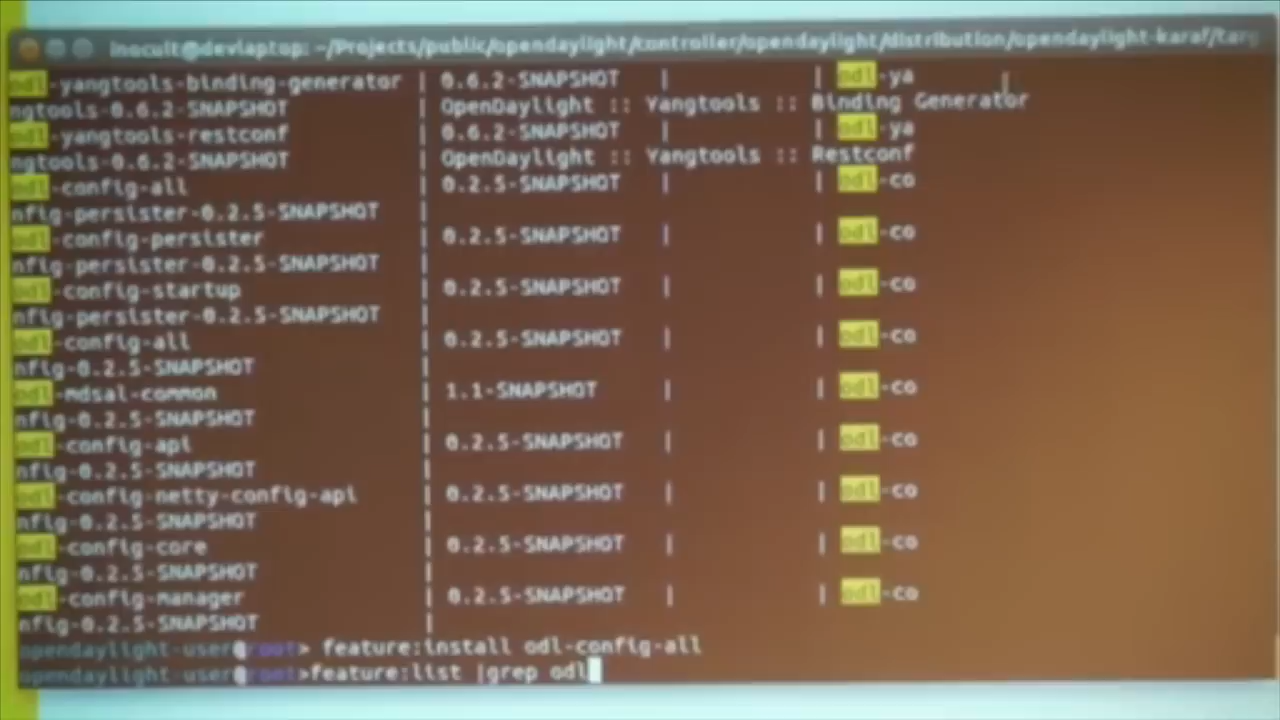 lnocult@devlaptop: ~/Projects/public/opendaylight/controller/opendaylight/distribution/opendaylight-karaf/targ
odl-yangtools-binding-generator | 0.6.2-SNAPSHOT | | odl-ya
ngtools-0.6.2-SNAPSHOT | OpenDaylight :: Yangtools :: Binding Generator
odl-yangtools-restconf | 0.6.2-SNAPSHOT | | odl-ya
ngtools-0.6.2-SNAPSHOT | OpenDaylight :: Yangtools :: Restconf
odl-config-all | 0.2.5-SNAPSHOT | | odl-co
nfig-persister-0.2.5-SNAPSHOT |
odl-config-persister | 0.2.5-SNAPSHOT | | odl-co
nfig-persister-0.2.5-SNAPSHOT |
odl-config-startup | 0.2.5-SNAPSHOT | | odl-co
nfig-persister-0.2.5-SNAPSHOT |
odl-config-all | 0.2.5-SNAPSHOT | | odl-co
nfig-0.2.5-SNAPSHOT |
odl-mdsal-common | 1.1-SNAPSHOT | | odl-co
nfig-0.2.5-SNAPSHOT |
odl-config-api | 0.2.5-SNAPSHOT | | odl-co
nfig-0.2.5-SNAPSHOT |
odl-config-netty-config-api | 0.2.5-SNAPSHOT | | odl-co
nfig-0.2.5-SNAPSHOT |
odl-config-core | 0.2.5-SNAPSHOT | | odl-co
nfig-0.2.5-SNAPSHOT |
odl-config-manager | 0.2.5-SNAPSHOT | | odl-co
nfig-0.2.5-SNAPSHOT |
opendaylight-user@root> feature:install odl-config-all
opendaylight-user@root>feature:list |grep odl